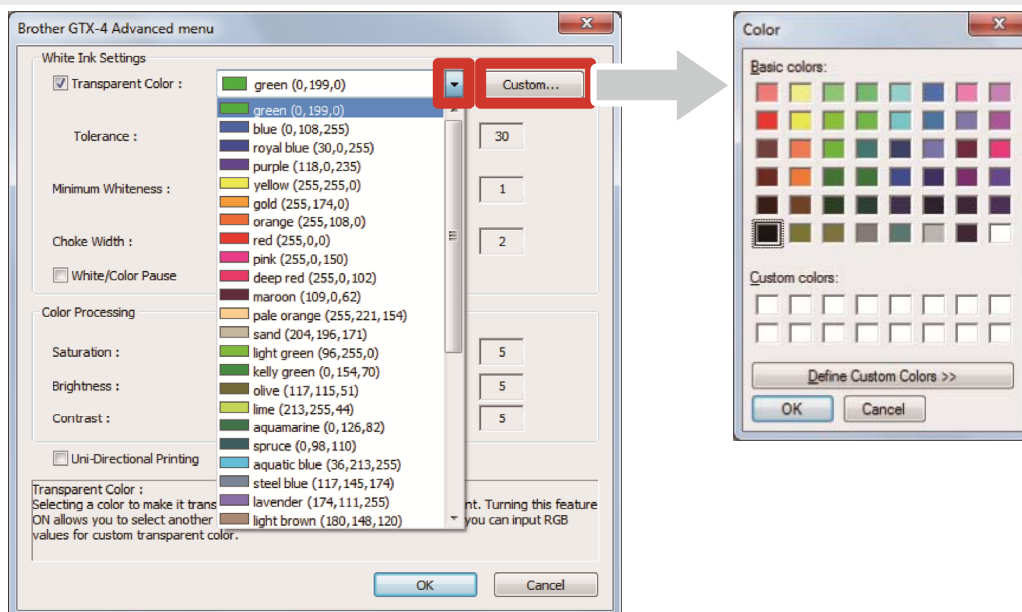 Brother GTX-4 Advanced menu
White Ink Settings
Transparent Color :
green (0,199,0)
Custom...
green (0,199,0)
blue (0,108,255)
royal blue (30,0,255)
purple (118,0,235)
yellow (255,255,0)
gold (255,174,0)
orange (255,108,0)
red (255,0,0)
pink (255,0,150)
deep red (255,0,102)
maroon (109,0,62)
pale orange (255,221,154)
sand (204,196,171)
light green (96,255,0)
kelly green (0,154,70)
olive (117,115,51)
lime (213,255,44)
aquamarine (0,126,82)
spruce (0,98,110)
aquatic blue (36,213,255)
steel blue (117,145,174)
lavender (174,111,255)
light brown (180,148,120)
Tolerance :
30
Minimum Whiteness :
1
Choke Width :
2
White/Color Pause
Color Processing
Saturation :
5
Brightness :
5
Contrast :
5
Uni-Directional Printing
Transparent Color :
Selecting a color to make it trans nt. Turning this feature
ON allows you to select another you can input RGB
values for custom transparent color.
OK
Cancel
Color
Basic colors:
Custom colors:
Define Custom Colors >>
OK
Cancel